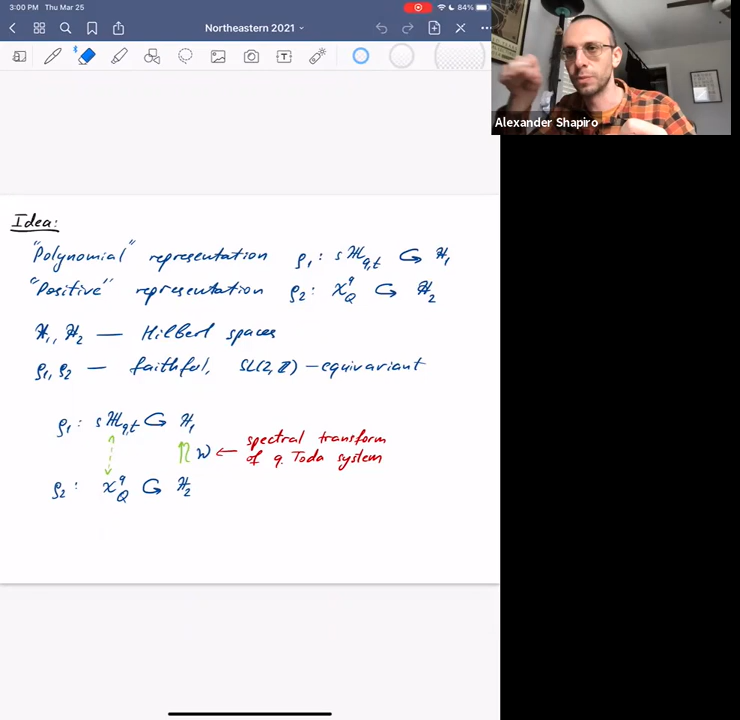 3:00 PM Thu Mar 25
84%
Northeastern 2021
Alexander Shapiro
Idea:
"Polynomial" representation ρ₁: sℋ_{q,t} ↺ ℋ₁
"Positive" representation ρ₂: χ_Q^q ↺ ℋ₂
ℋ₁, ℋ₂ — Hilbert spaces
ρ₁, ρ₂ — faithful, SL(2,ℤ)-equivariant
ρ₁: sℋ_{q,t} ↺ ℋ₁
W ← spectral transform
of q. Toda system
ρ₂: χ_Q^q ↺ ℋ₂